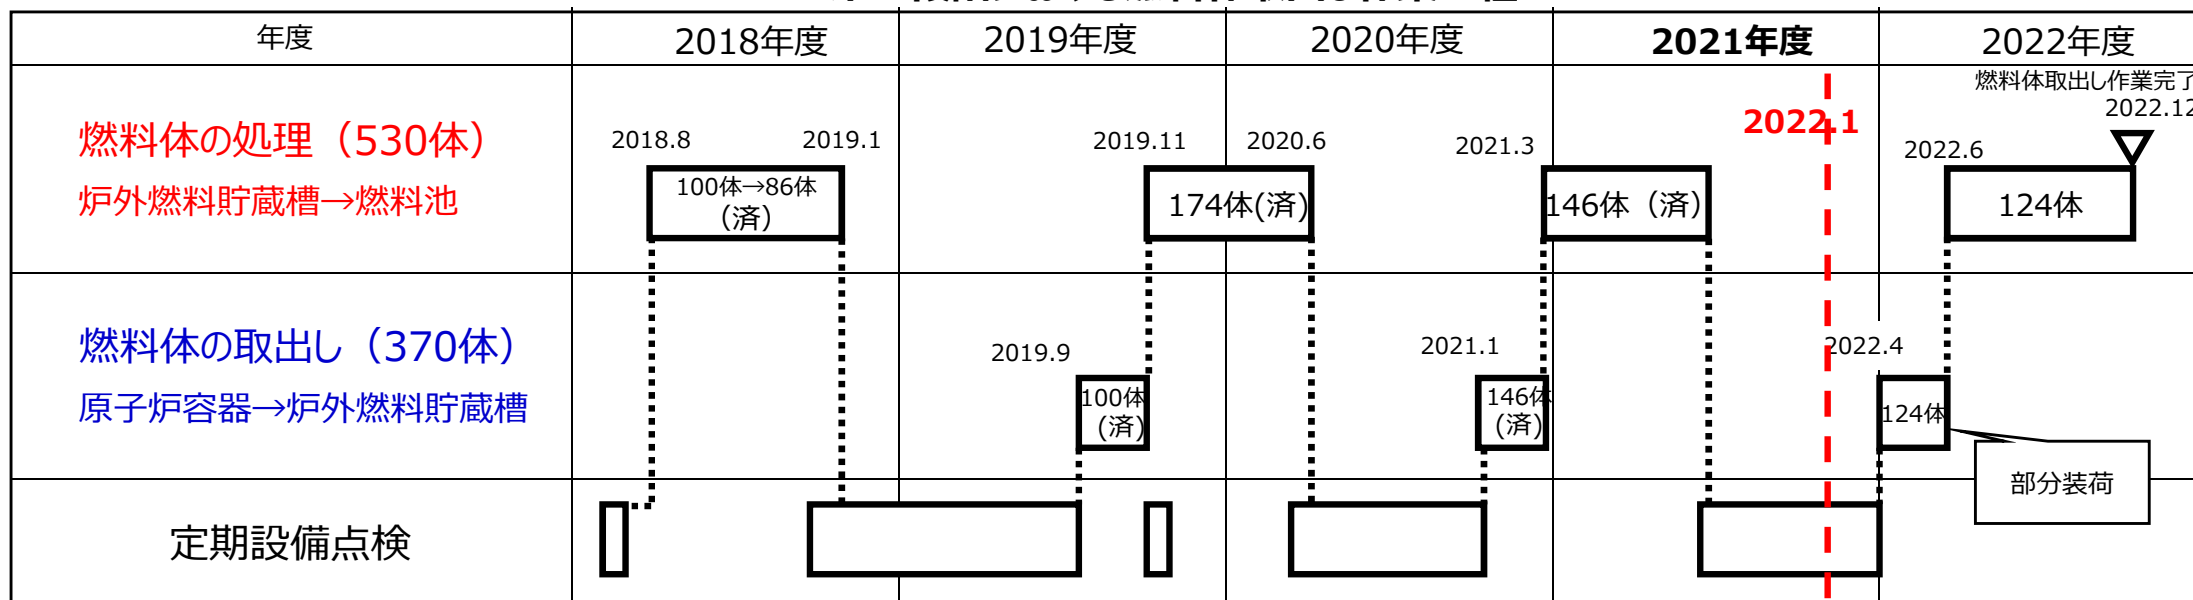 年度
2018年度
2019年度
2020年度
2021年度
2022年度
燃料体の処理（530体）
炉外燃料貯蔵槽→燃料池
2018.8
2019.1
100体→86体
（済）
2019.11
2020.6
174体(済)
2021.3
146体（済）
2022.1
燃料体取出し作業完了
2022.12
2022.6
124体
燃料体の取出し（370体）
原子炉容器→炉外燃料貯蔵槽
2019.9
100体
(済)
2021.1
146体
(済)
2022.4
124体
部分装荷
定期設備点検